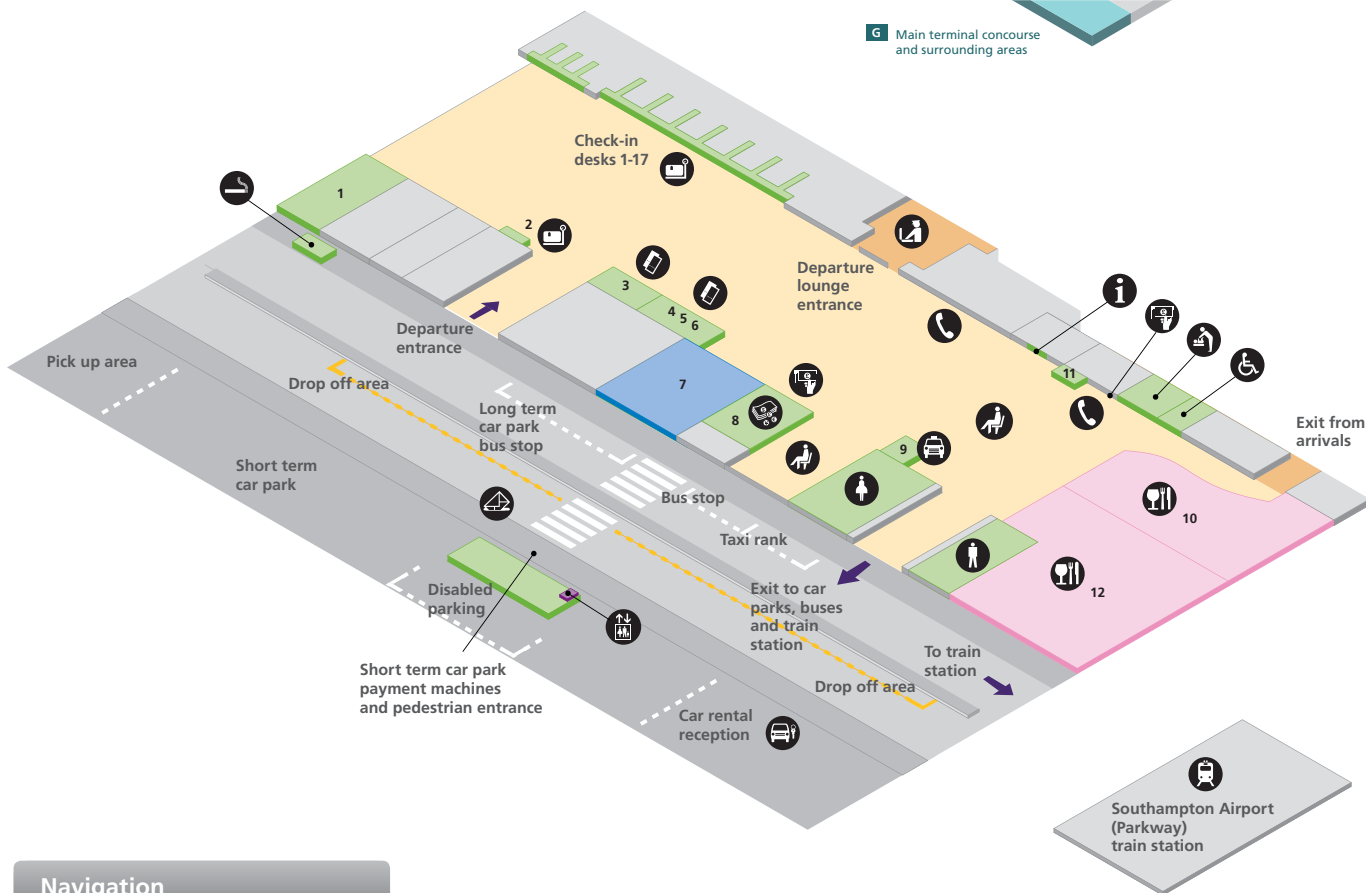 G Main terminal concourse
and surrounding areas
Check-in
desks 1-17
1
2
3
4
5
6
Departure
lounge
entrance
Departure
entrance
Pick up area
Drop off area
7
8
Long term
car park
bus stop
11
Exit from
arrivals
9
Short term
car park
Bus stop
Taxi rank
10
12
Disabled
parking
Exit to car
parks, buses
and train
station
To train
station
Short term car park
payment machines
and pedestrian entrance
Drop off area
Car rental
reception
Southampton Airport
(Parkway)
train station
Navigation